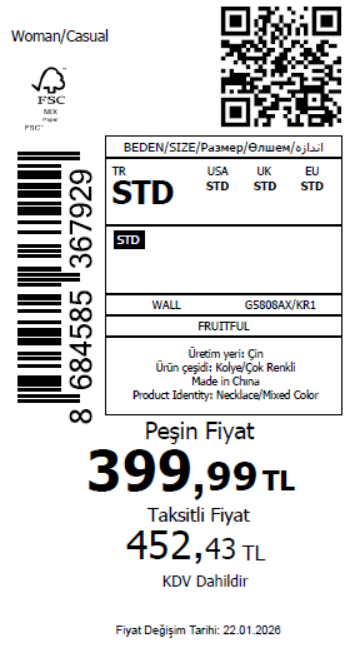 Woman/Casual
FSC
MIX
Paper
FSC™
8 684585 367929
BEDEN/SIZE/Размер/Өлшем/اندازه
TR USA UK EU
STD STD STD STD
STD
WALL G5808AX/KR1
FRUITFUL
Üretim yeri: Çin
Ürün çeşidi: Kolye/Çok Renkli
Made in China
Product Identity: Necklace/Mixed Color
Peşin Fiyat
399,99 TL
Taksitli Fiyat
452,43 TL
KDV Dahildir
Fiyat Değişim Tarihi: 22.01.2026